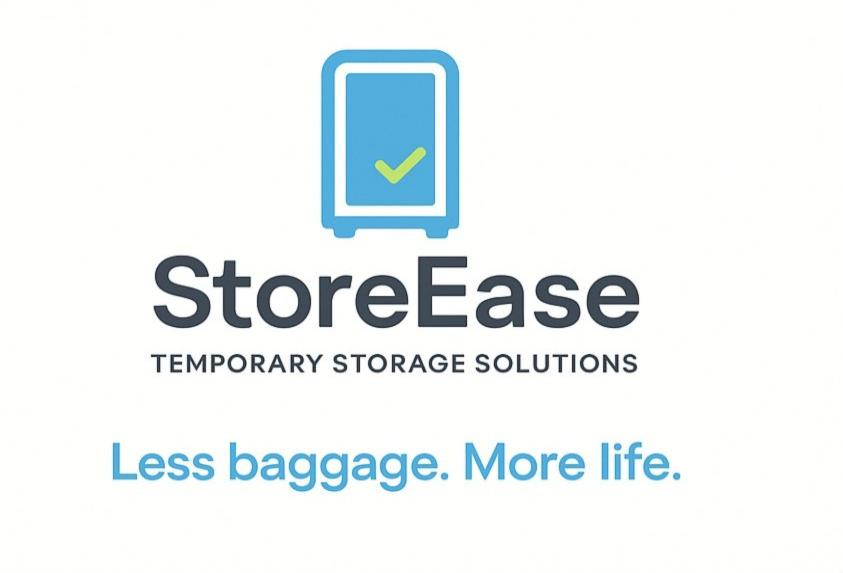 StoreEase
TEMPORARY STORAGE SOLUTIONS
Less baggage. More life.